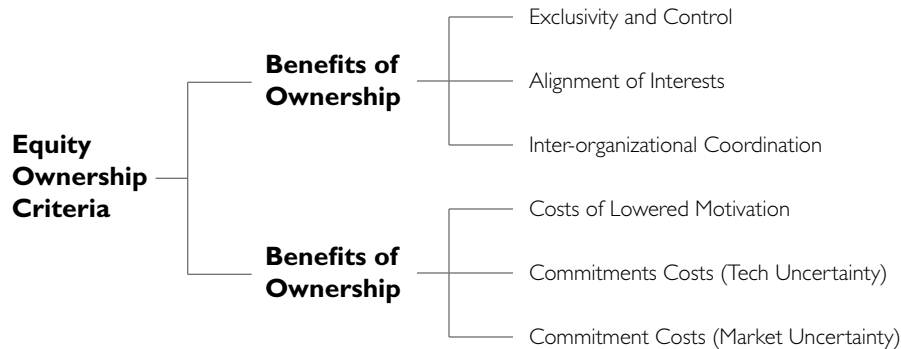 Equity
Ownership
Criteria
Benefits of
Ownership
Exclusivity and Control
Alignment of Interests
Inter-organizational Coordination
Benefits of
Ownership
Costs of Lowered Motivation
Commitments Costs (Tech Uncertainty)
Commitment Costs (Market Uncertainty)